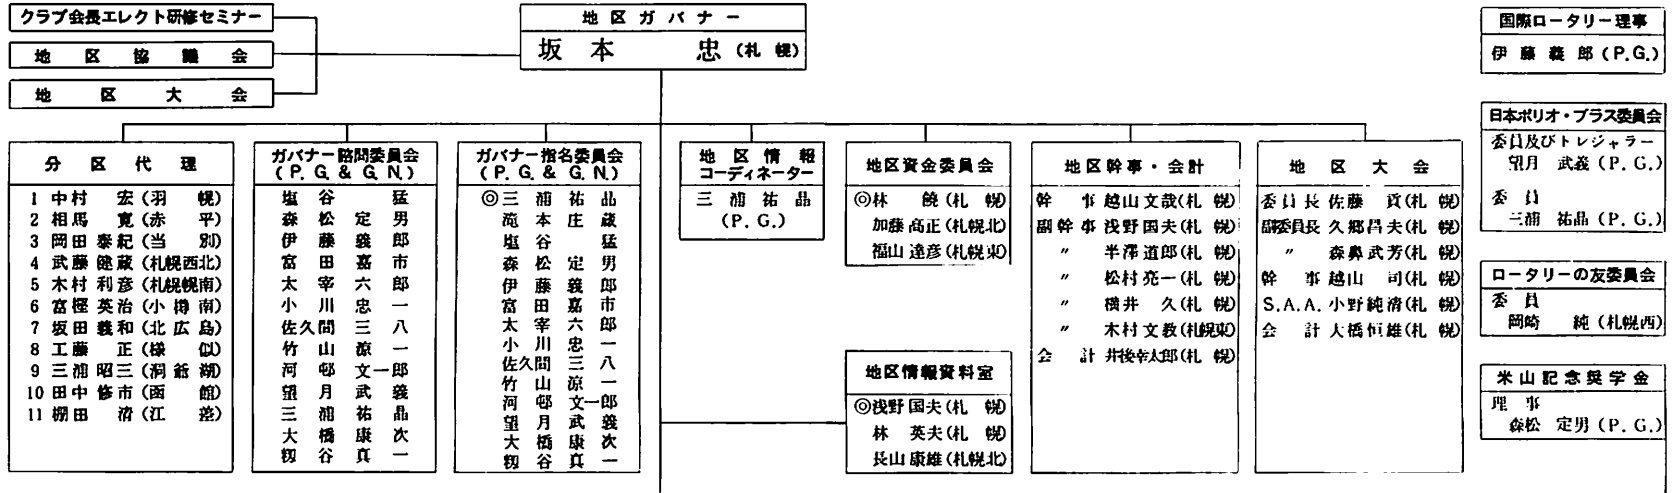 クラブ会長エレクト研修セミナー
地区協議会
地区大会
地区ガバナー
坂本 忠(札幌)
分区代理
1 中村 宏(羽幌)
2 相馬 寛(赤平)
3 岡田泰紀(当別)
4 武藤健蔵(札幌西北)
5 木村利彦(札幌幌南)
6 富樫英治(小樽南)
7 坂田義和(北広島)
8 工藤 正(様似)
9 三浦昭三(洞爺湖)
10 田中修市(函館)
11 棚田 清(江差)
ガバナー諮問委員会
(P. G. & G. N.)
塩谷 猛
森松定男
伊藤義郎
富田嘉市
太宰六郎
小川忠一
佐久間三八
竹山涼一
河邨文一郎
望月武義
三浦祐晶
大橋康次
籾谷真一
ガバナー指名委員会
(P. G. & G. N.)
◎三浦祐晶
滝本庄蔵
塩谷 猛
森松定男
伊藤義郎
富田嘉市
太宰六郎
小川忠一
佐久間三八
竹山涼一
河邨文一郎
望月武義
大橋康次
籾谷真一
地区情報
コーディネーター
三浦祐晶
(P. G.)
地区資金委員会
◎林 饒(札幌)
加藤高正(札幌北)
福山達彦(札幌東)
地区情報資料室
◎浅野国夫(札幌)
林 英夫(札幌)
長山康雄(札幌北)
地区幹事・会計
幹事 越山文哉(札幌)
副幹事 浅野国夫(札幌)
〃 半澤道郎(札幌)
〃 松村亮一(札幌)
〃 横井 久(札幌)
〃 木村文教(札幌東)
会計 井後幸太郎(札幌)
地区大会
委員長 佐藤 貢(札幌)
副委員長 久郷昌夫(札幌)
〃 森鼻武芳(札幌)
幹事 越山 司(札幌)
S.A.A. 小野純清(札幌)
会計 大橋恒雄(札幌)
国際ロータリー理事
伊藤義郎(P. G.)
日本ポリオ・プラス委員会
委員及びトレジャラー
望月 武義(P. G.)
委員
三浦 祐晶(P. G.)
ロータリーの友委員会
委員
岡崎 純(札幌西)
米山記念奨学金
理事
森松 定男(P. G.)